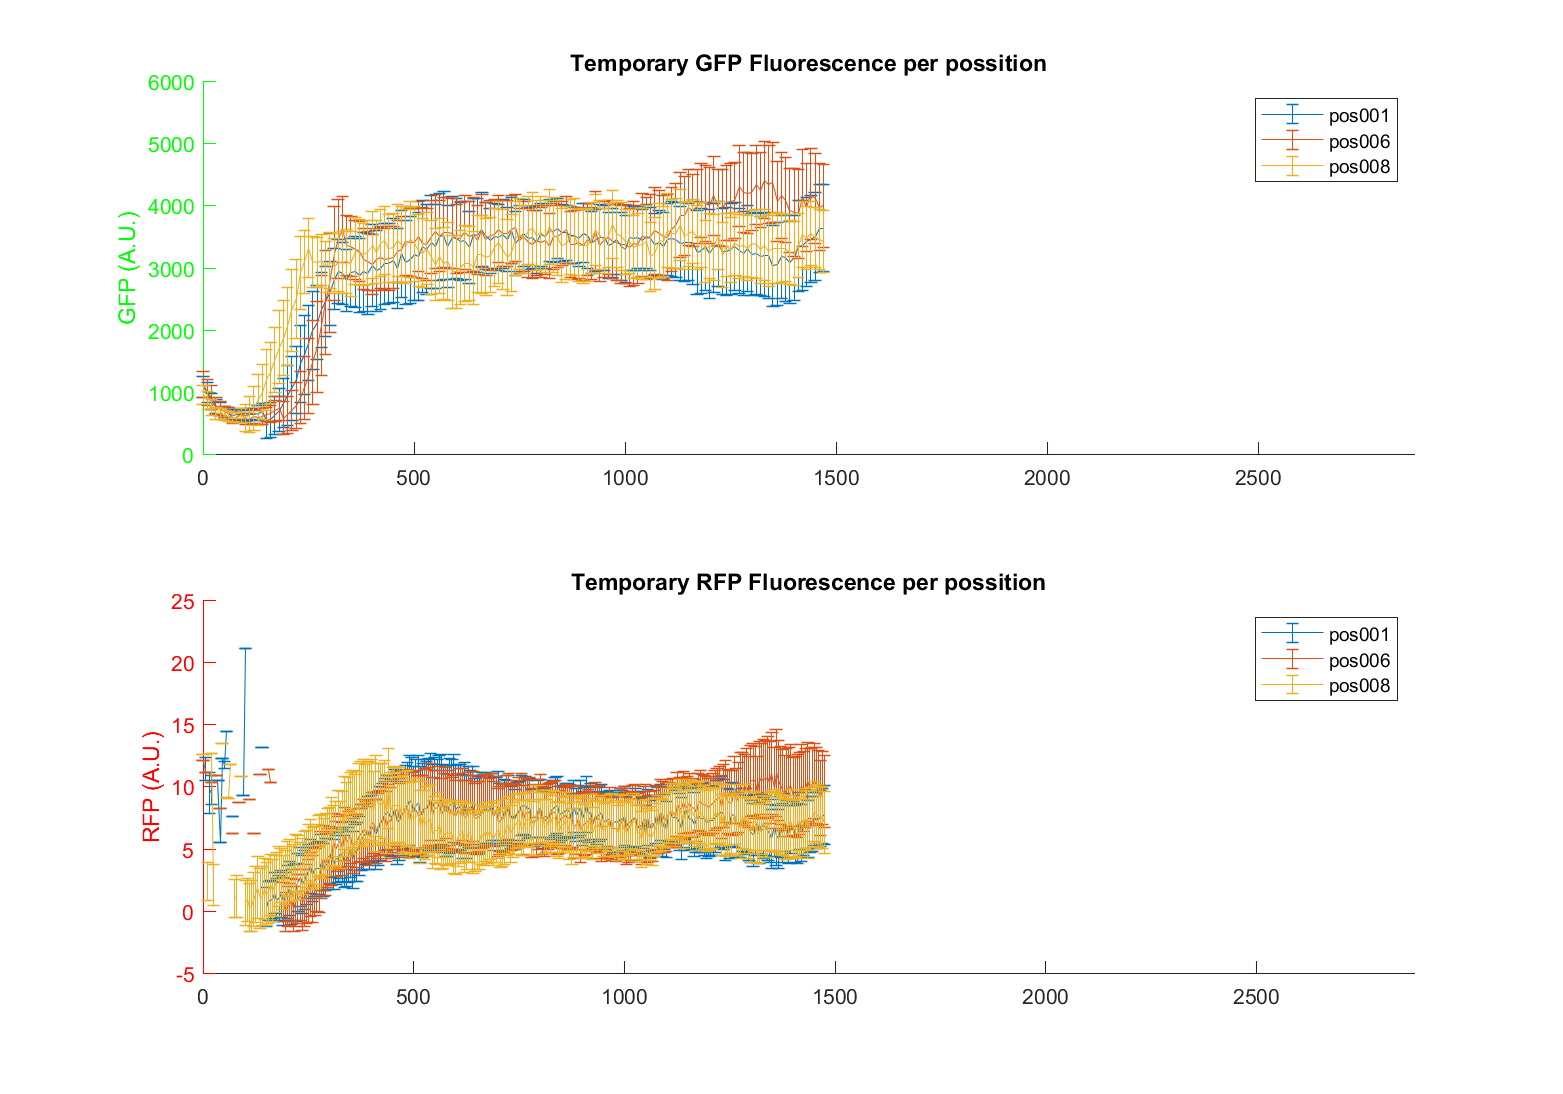 Temporary GFP Fluorescence per possition
GFP (A.U.)
6000
5000
4000
3000
2000
1000
0
0 500 1000 1500 2000 2500
pos001
pos006
pos008
Temporary RFP Fluorescence per possition
RFP (A.U.)
25
20
15
10
5
0
-5
0 500 1000 1500 2000 2500
pos001
pos006
pos008